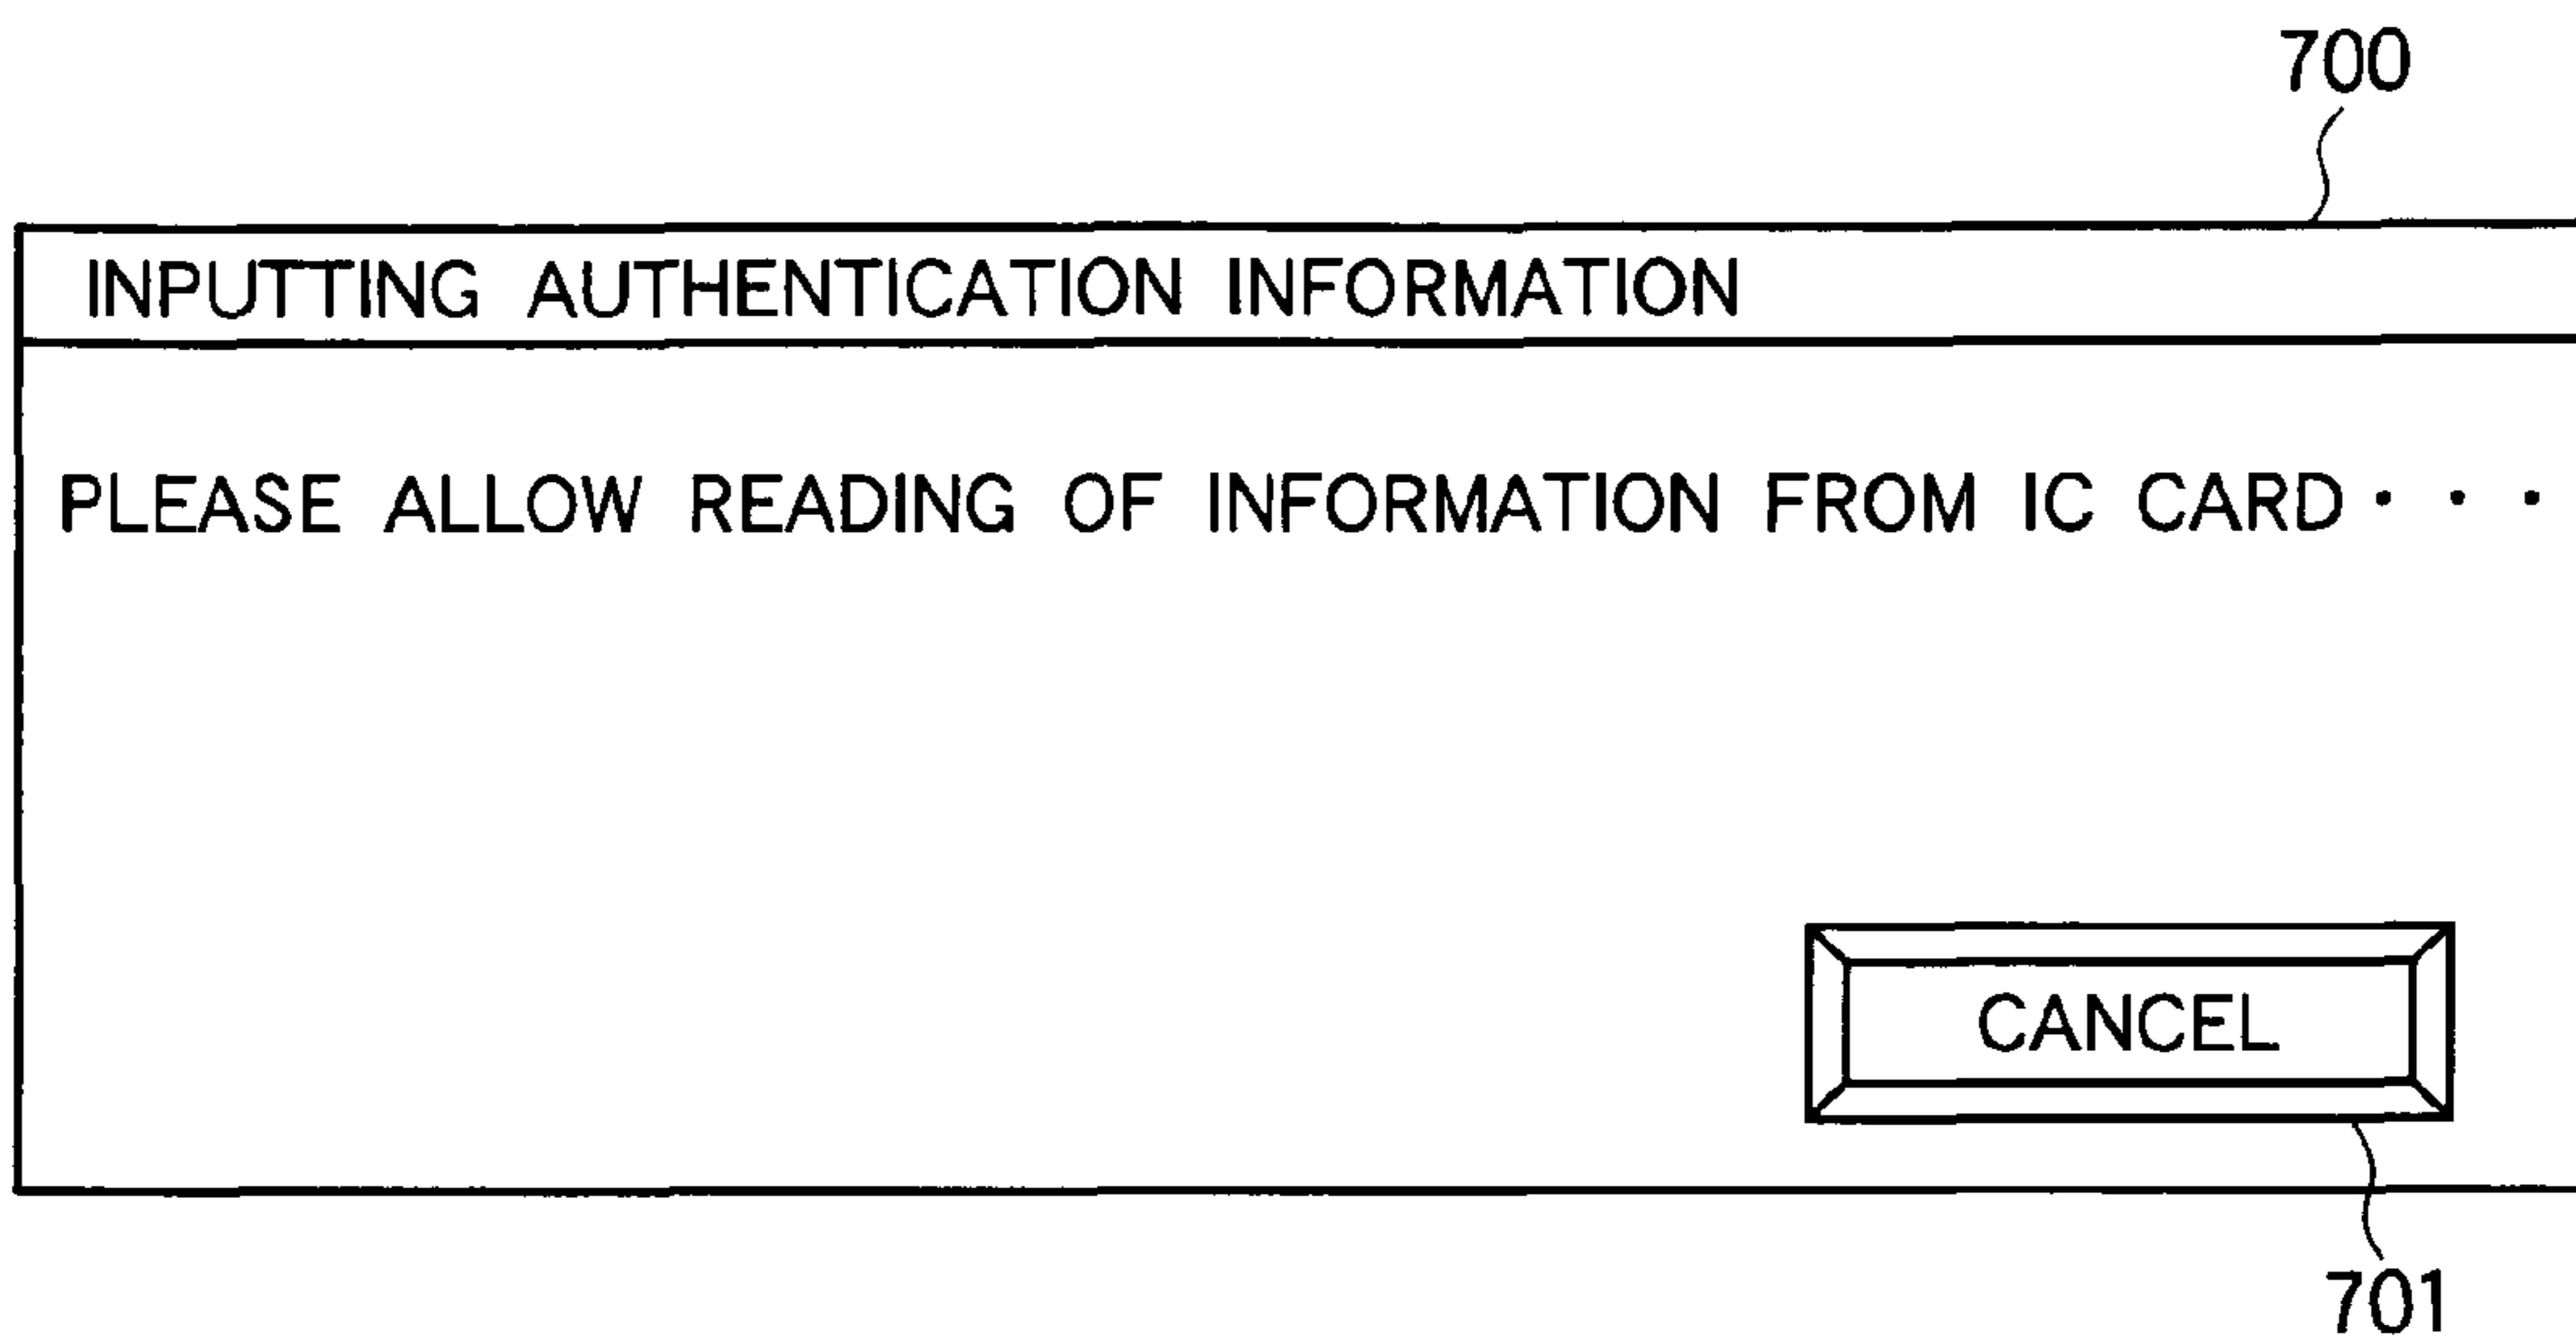 700
INPUTTING AUTHENTICATION INFORMATION
PLEASE ALLOW READING OF INFORMATION FROM IC CARD・・・
CANCEL
701